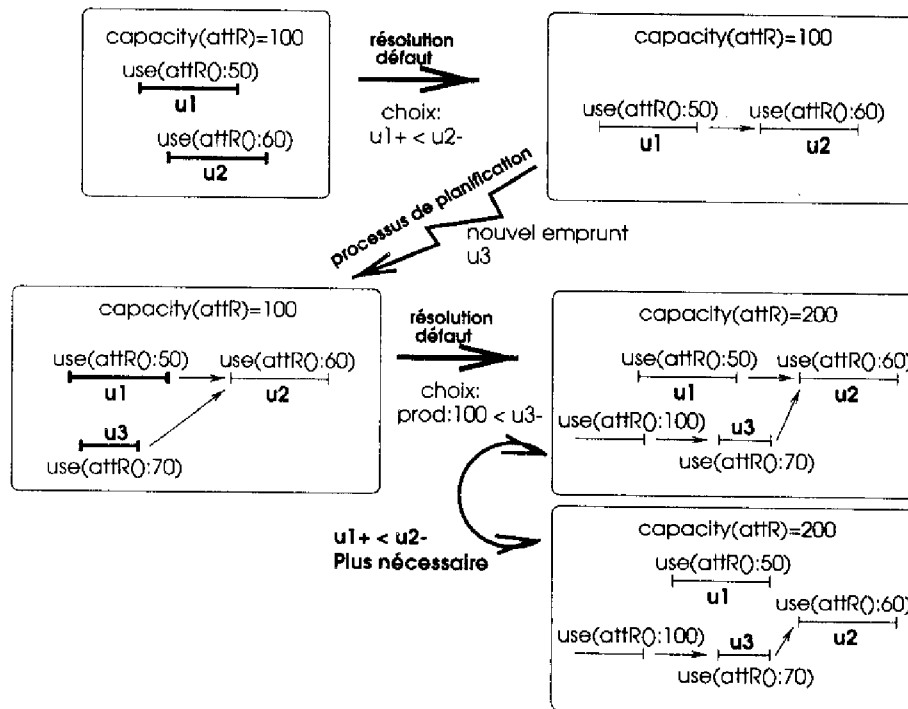 capacity(attR)=100
use(attR():50)
u1
use(attR():60)
u2
résolution
défaut
choix:
u1+ < u2-
capacity(attR)=100
use(attR():50)
use(attR():60)
u1
u2
processus de planification
nouvel emprunt
u3
capacity(attR)=100
use(attR():50)
use(attR():60)
u1
u2
u3
use(attR():70)
résolution
défaut
choix:
prod:100 < u3-
capacity(attR)=200
use(attR():50)
use(attR():60)
u1
u2
use(attR():100)
u3
use(attR():70)
u1+ < u2-
Plus nécessaire
capacity(attR)=200
use(attR():50)
u1
use(attR():60)
u2
use(attR():100)
u3
use(attR():70)